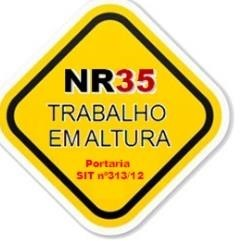 NR35
TRABALHO
EM ALTURA
Portaria
SIT nº313/12